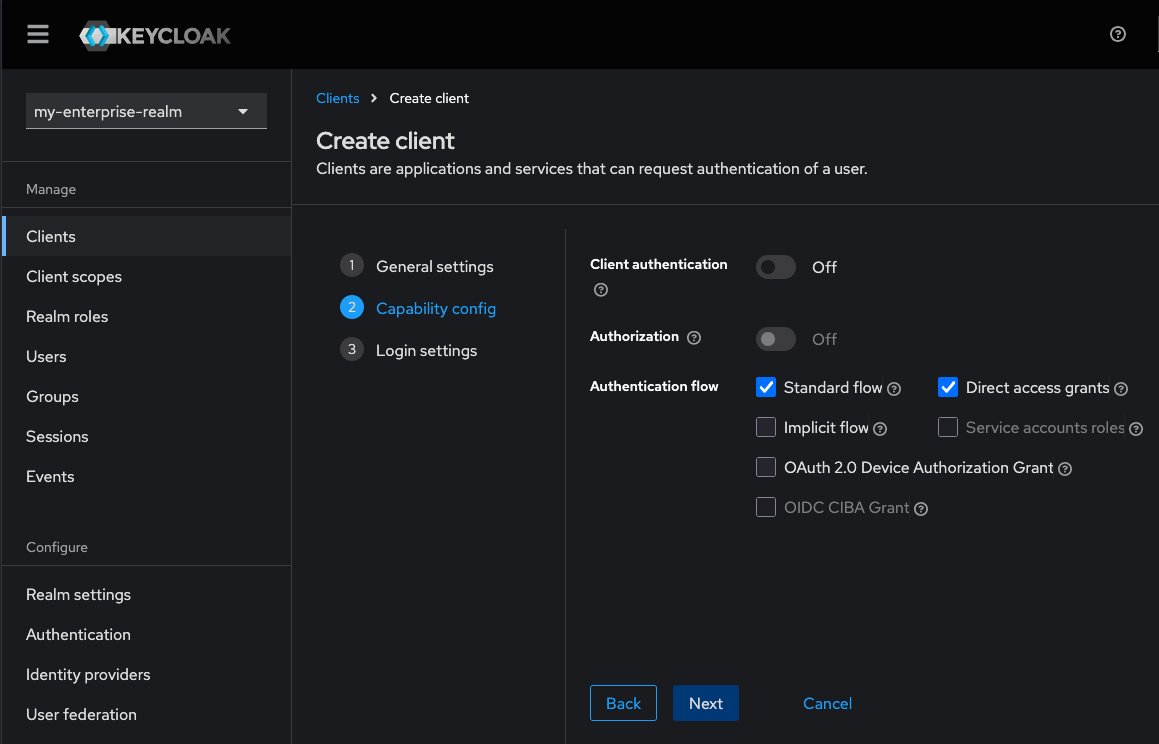 KEYCLOAK
my-enterprise-realm
Manage
Clients
Client scopes
Realm roles
Users
Groups
Sessions
Events
Configure
Realm settings
Authentication
Identity providers
User federation
Clients > Create client
Create client
Clients are applications and services that can request authentication of a user.
1 General settings
2 Capability config
3 Login settings
Client authentication Off
Authorization Off
Authentication flow Standard flow Direct access grants
Implicit flow Service accounts roles
OAuth 2.0 Device Authorization Grant
OIDC CIBA Grant
Back Next Cancel